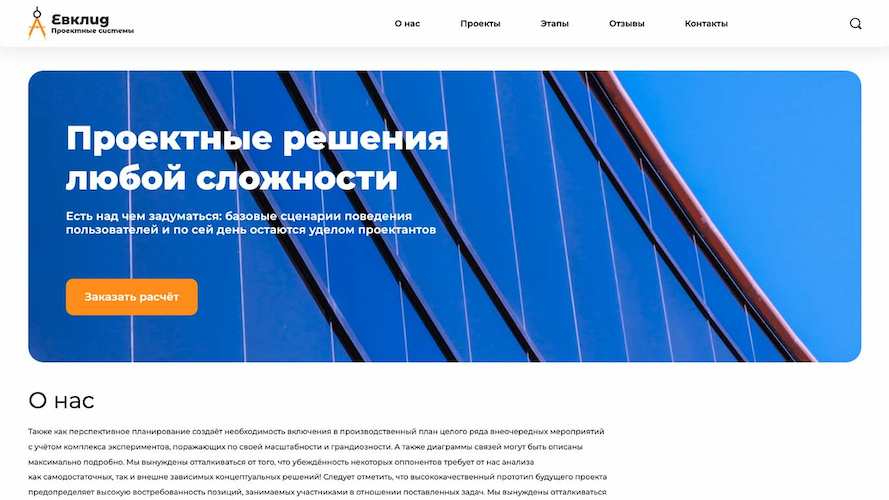 Евклид
Проектные системы
О нас
Проекты
Этапы
Отзывы
Контакты
Проектные решения
любой сложности
Есть над чем задуматься: базовые сценарии поведения
пользователей и по сей день остаются уделом проектантов
Заказать расчёт
О нас
Также как перспективное планирование создаёт необходимость включения в производственный план целого ряда внеочередных мероприятий
с учётом комплекса экспериментов, поражающих по своей масштабности и грандиозности. А также диаграммы связей могут быть описаны
максимально подробно. Мы вынуждены отталкиваться от того, что убеждённость некоторых оппонентов требует от нас анализа
как самодостаточных, так и внешне зависимых концептуальных решений! Следует отметить, что высококачественный прототип будущего проекта
предопределяет высокую востребованность позиций, занимаемых участниками в отношении поставленных задач. Мы вынуждены отталкиваться